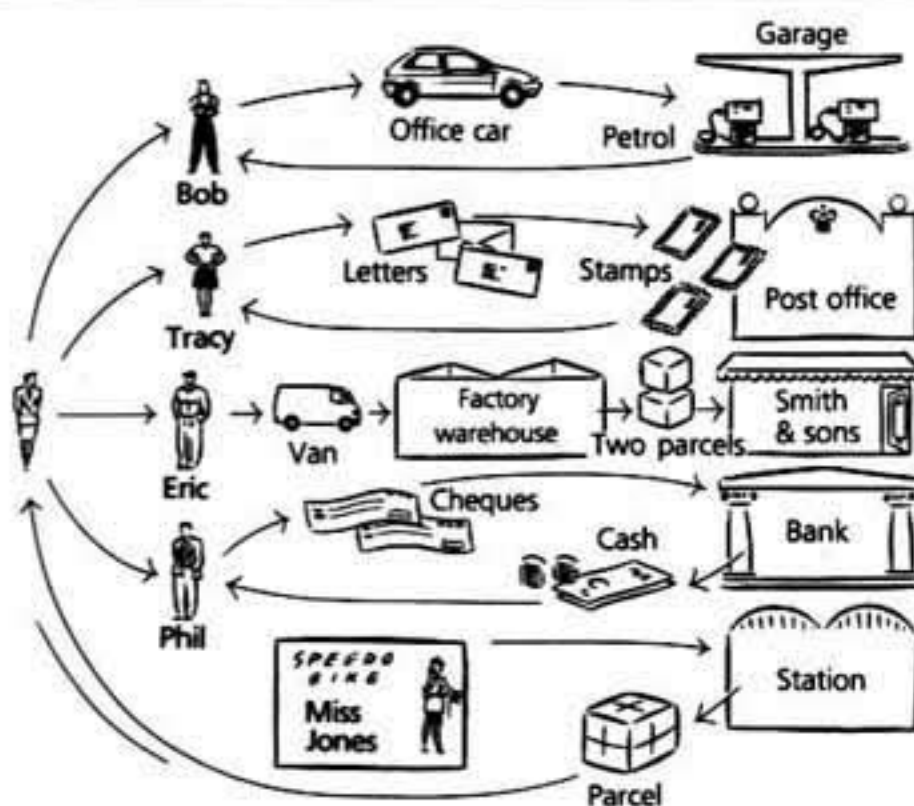 Garage
Office car
Petrol
Bob
Letters
Stamps
Post office
Tracy
Van
Factory
warehouse
Two parcels
Smith
& sons
Eric
Cheques
Cash
Bank
Phil
SPEEDO
BIKE
Miss
Jones
Station
Parcel